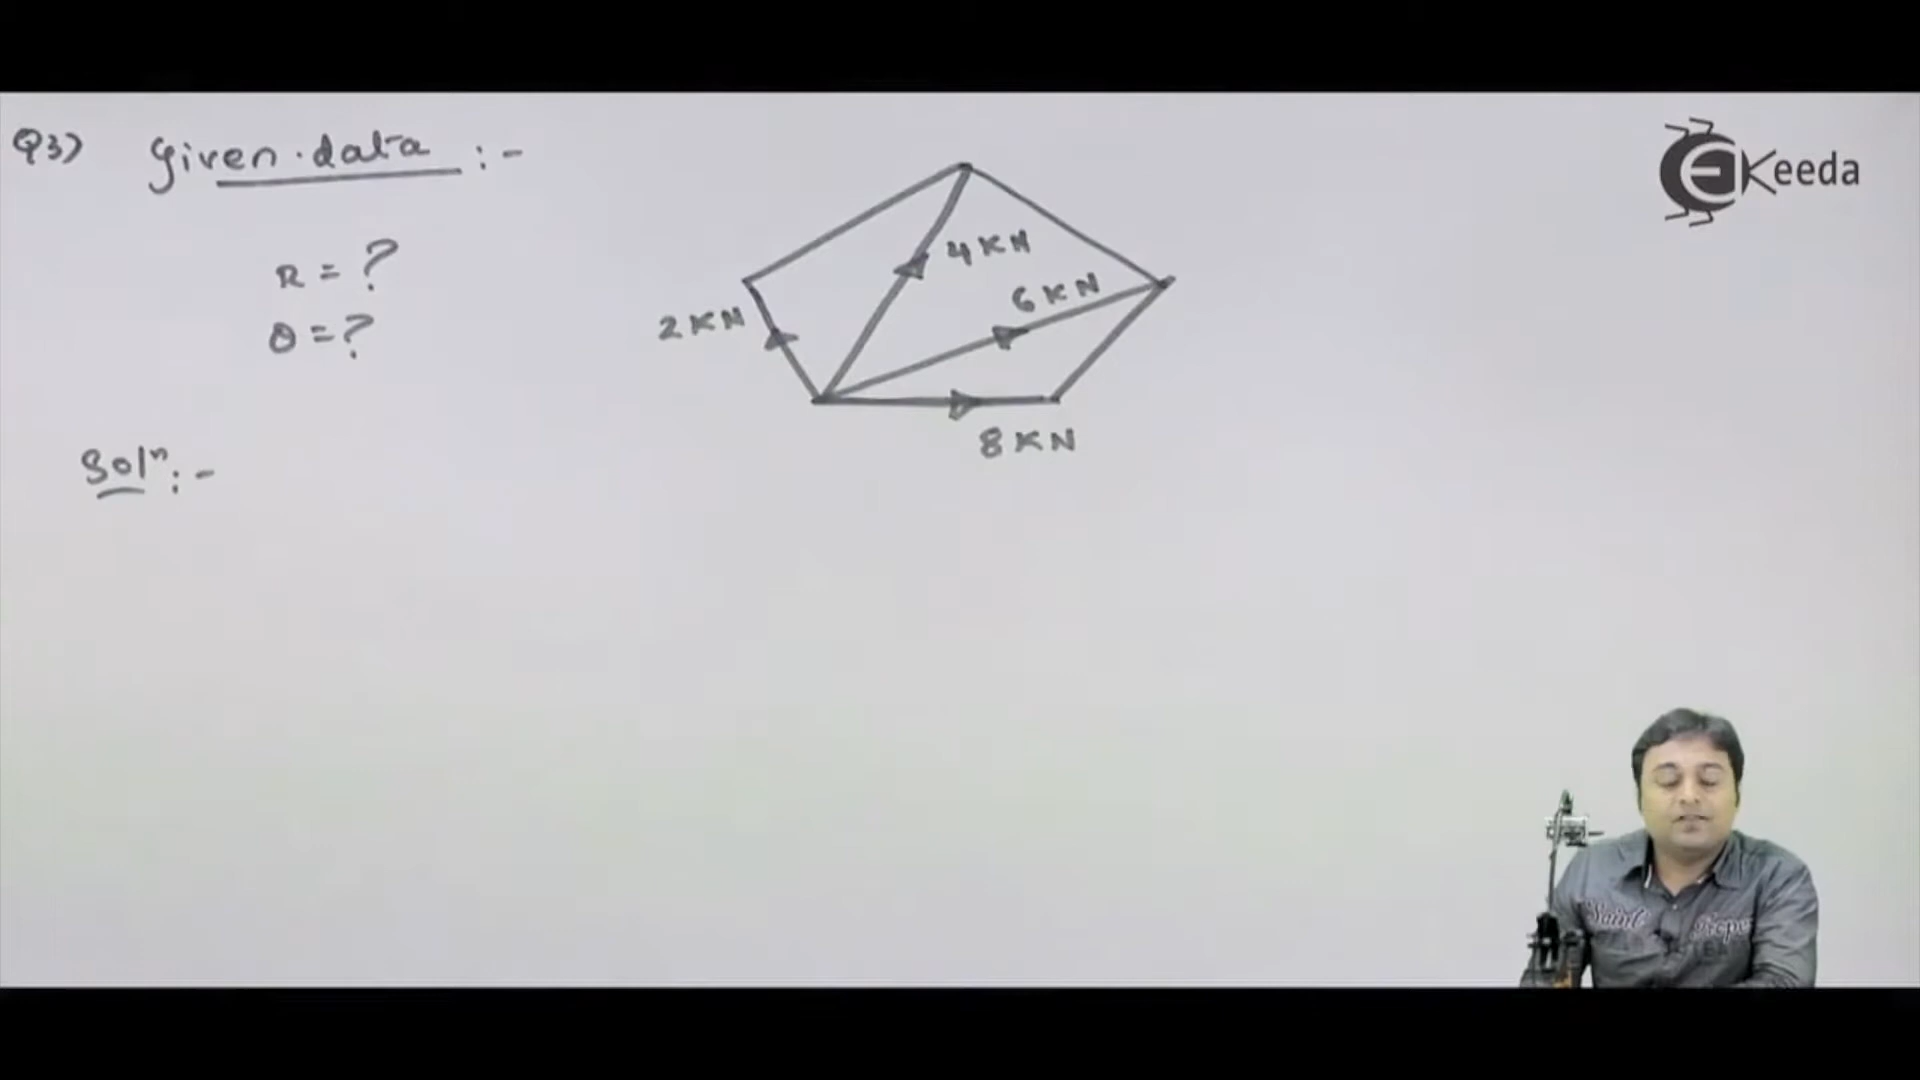 Q3) Given data :-
R = ?
θ = ?
4 KN
6 KN
2 KN
8 KN
Solⁿ :-
EKeeda
Saint